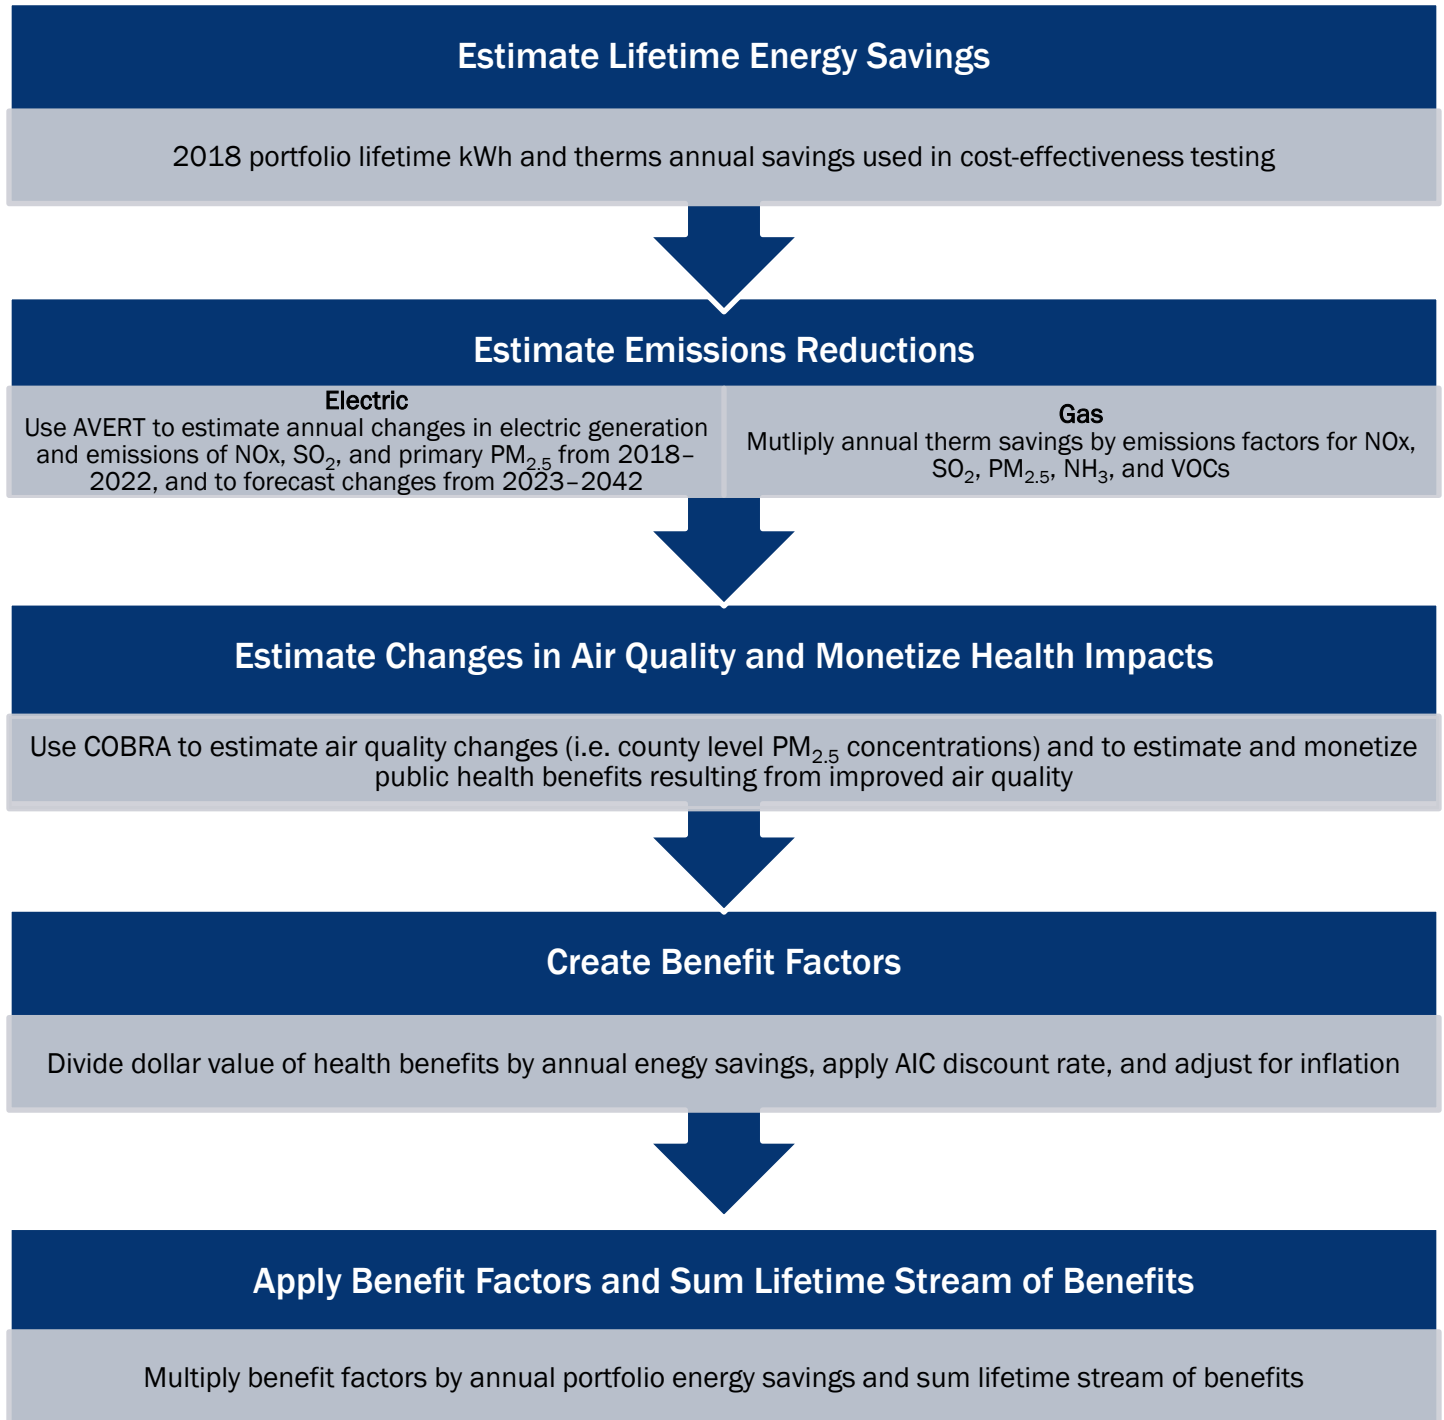 Estimate Lifetime Energy Savings
2018 portfolio lifetime kWh and therms annual savings used in cost-effectiveness testing
Estimate Emissions Reductions
Electric
Use AVERT to estimate annual changes in electric generation
and emissions of NOx, SO₂, and primary PM₂.₅ from 2018–
2022, and to forecast changes from 2023–2042
Gas
Mutliply annual therm savings by emissions factors for NOx,
SO₂, PM₂.₅, NH₃, and VOCs
Estimate Changes in Air Quality and Monetize Health Impacts
Use COBRA to estimate air quality changes (i.e. county level PM₂.₅ concentrations) and to estimate and monetize
public health benefits resulting from improved air quality
Create Benefit Factors
Divide dollar value of health benefits by annual enegy savings, apply AIC discount rate, and adjust for inflation
Apply Benefit Factors and Sum Lifetime Stream of Benefits
Multiply benefit factors by annual portfolio energy savings and sum lifetime stream of benefits